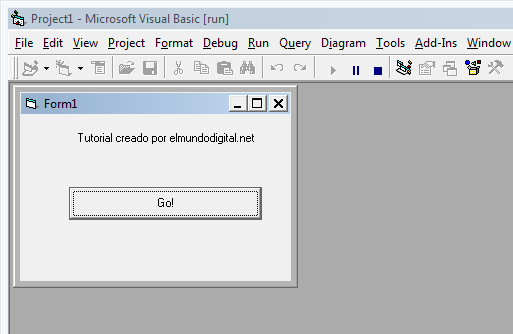 Project1 - Microsoft Visual Basic [run]
File Edit View Project Format Debug Run Query Diagram Tools Add-Ins Window
Form1
Tutorial creado por elmundodigital.net
Go!